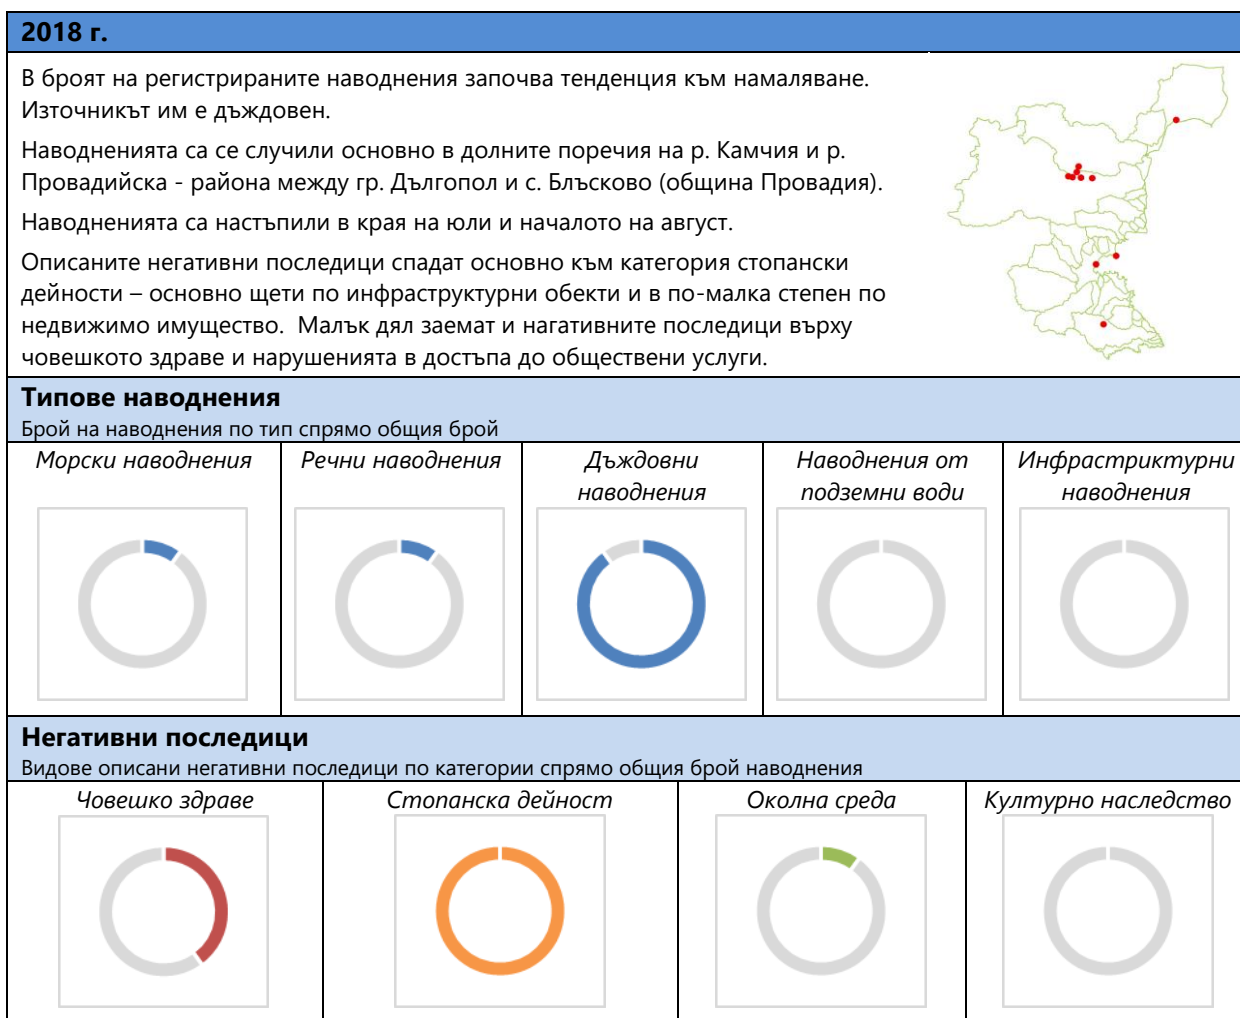 2018 г.
В броят на регистрираните наводнения започва тенденция към намаляване.
Източникът им е дъждовен.
Наводненията са се случили основно в долните поречия на р. Камчия и р.
Провадийска - района между гр. Дългопол и с. Блъсково (община Провадия).
Наводненията са настъпили в края на юли и началото на август.
Описаните негативни последици спадат основно към категория стопански
дейности – основно щети по инфраструктурни обекти и в по-малка степен по
недвижимо имущество.  Малък дял заемат и нагативните последици върху
човешкото здраве и нарушенията в достъпа до обществени услуги.
Типове наводнения
Брой на наводнения по тип спрямо общия брой
Морски наводнения
Речни наводнения
Дъждовни
наводнения
Наводнения от
подземни води
Инфрастриктурни
наводнения
Негативни последици
Видове описани негативни последици по категории спрямо общия брой наводнения
Човешко здраве
Стопанска дейност
Околна среда
Културно наследство